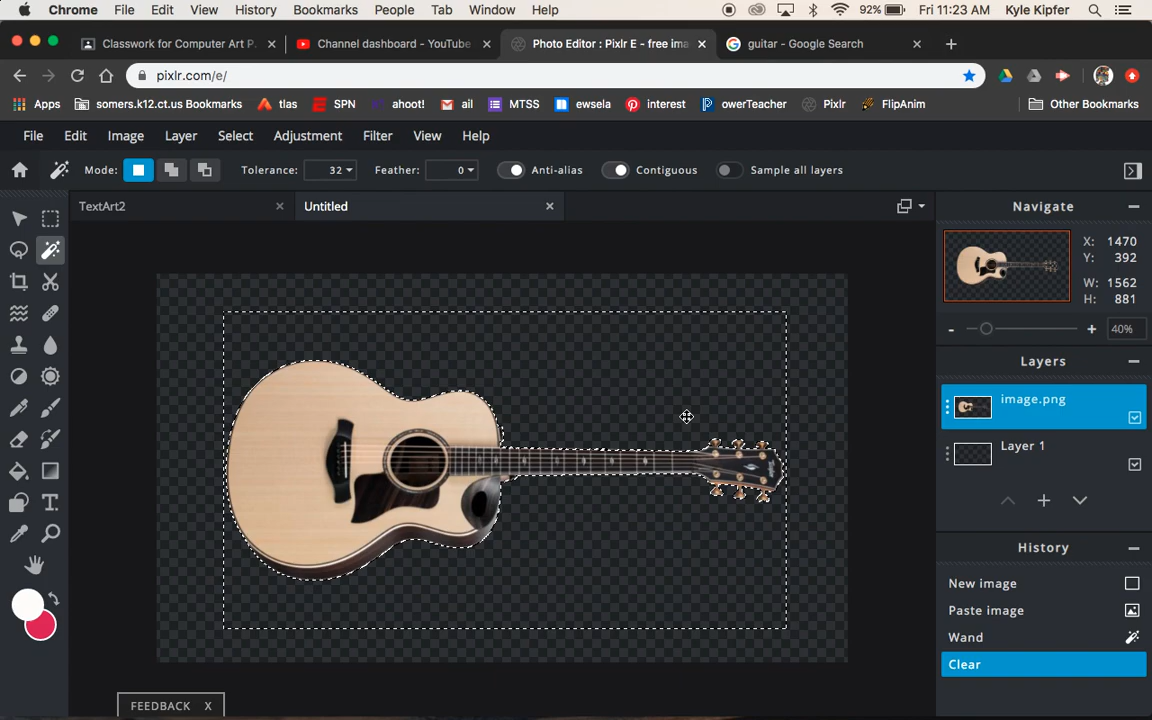 Chrome File Edit View History Bookmarks People Tab Window Help 92% Fri 11:23 AM Kyle Kipfer
Classwork for Computer Art P Channel dashboard - YouTube Photo Editor : Pixlr E - free ima guitar - Google Search
pixlr.com/e/
Apps somers.k12.ct.us Bookmarks tlas SPN ahoot! ail MTSS ewsela interest owerTeacher Pixlr FlipAnim Other Bookmarks
File Edit Image Layer Select Adjustment Filter View Help
Mode: Tolerance: 32 Feather: 0 Anti-alias Contiguous Sample all layers
TextArt2 Untitled
Navigate
X: 1470
Y: 392
W: 1562
H: 881
- + 40%
Layers
image.png
Layer 1
History
New image
Paste image
Wand
Clear
FEEDBACK X